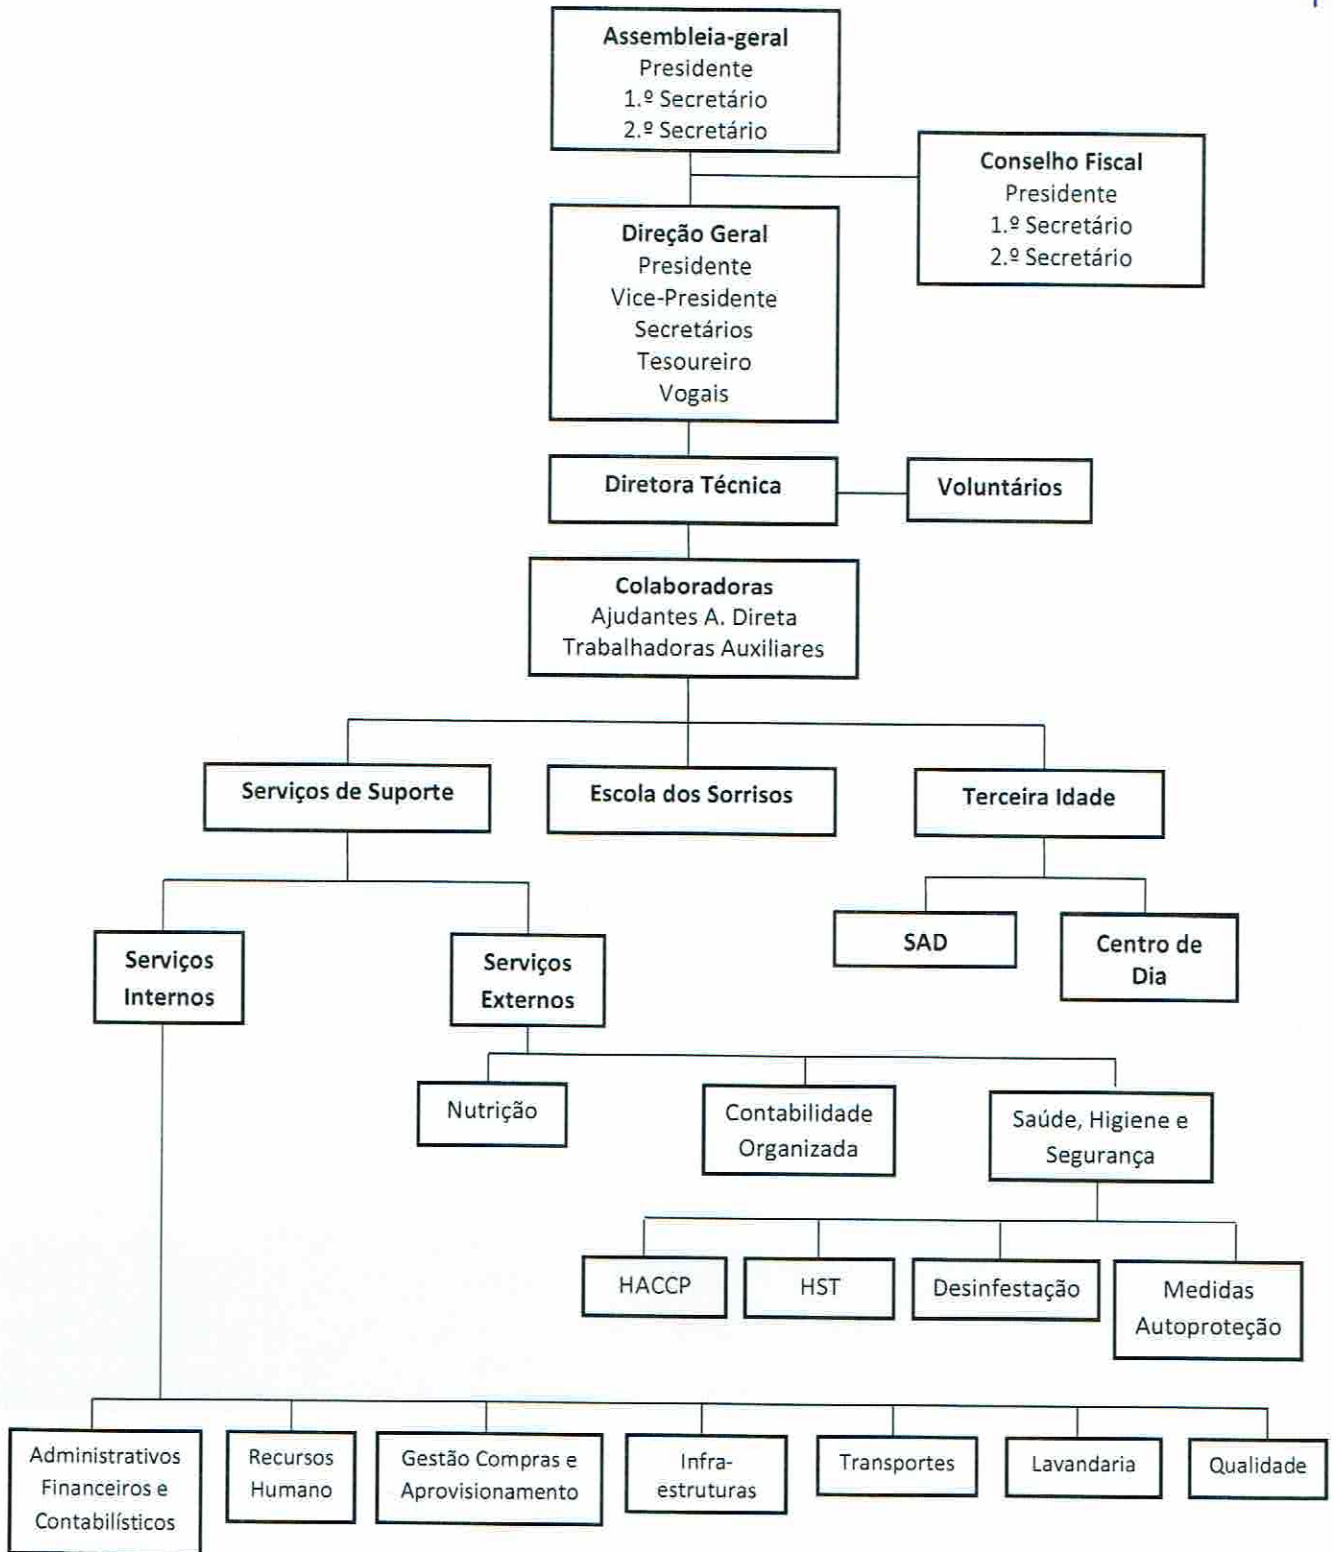 Assembleia-geral
Presidente
1.º Secretário
2.º Secretário
Conselho Fiscal
Presidente
1.º Secretário
2.º Secretário
Direção Geral
Presidente
Vice-Presidente
Secretários
Tesoureiro
Vogais
Diretora Técnica
Voluntários
Colaboradoras
Ajudantes A. Direta
Trabalhadoras Auxiliares
Serviços de Suporte
Escola dos Sorrisos
Terceira Idade
SAD
Centro de
Dia
Serviços
Internos
Serviços
Externos
Nutrição
Contabilidade
Organizada
Saúde, Higiene e
Segurança
HACCP
HST
Desinfestação
Medidas
Autoproteção
Administrativos
Financeiros e
Contabilísticos
Recursos
Humano
Gestão Compras e
Aprovisionamento
Infra-
estruturas
Transportes
Lavandaria
Qualidade